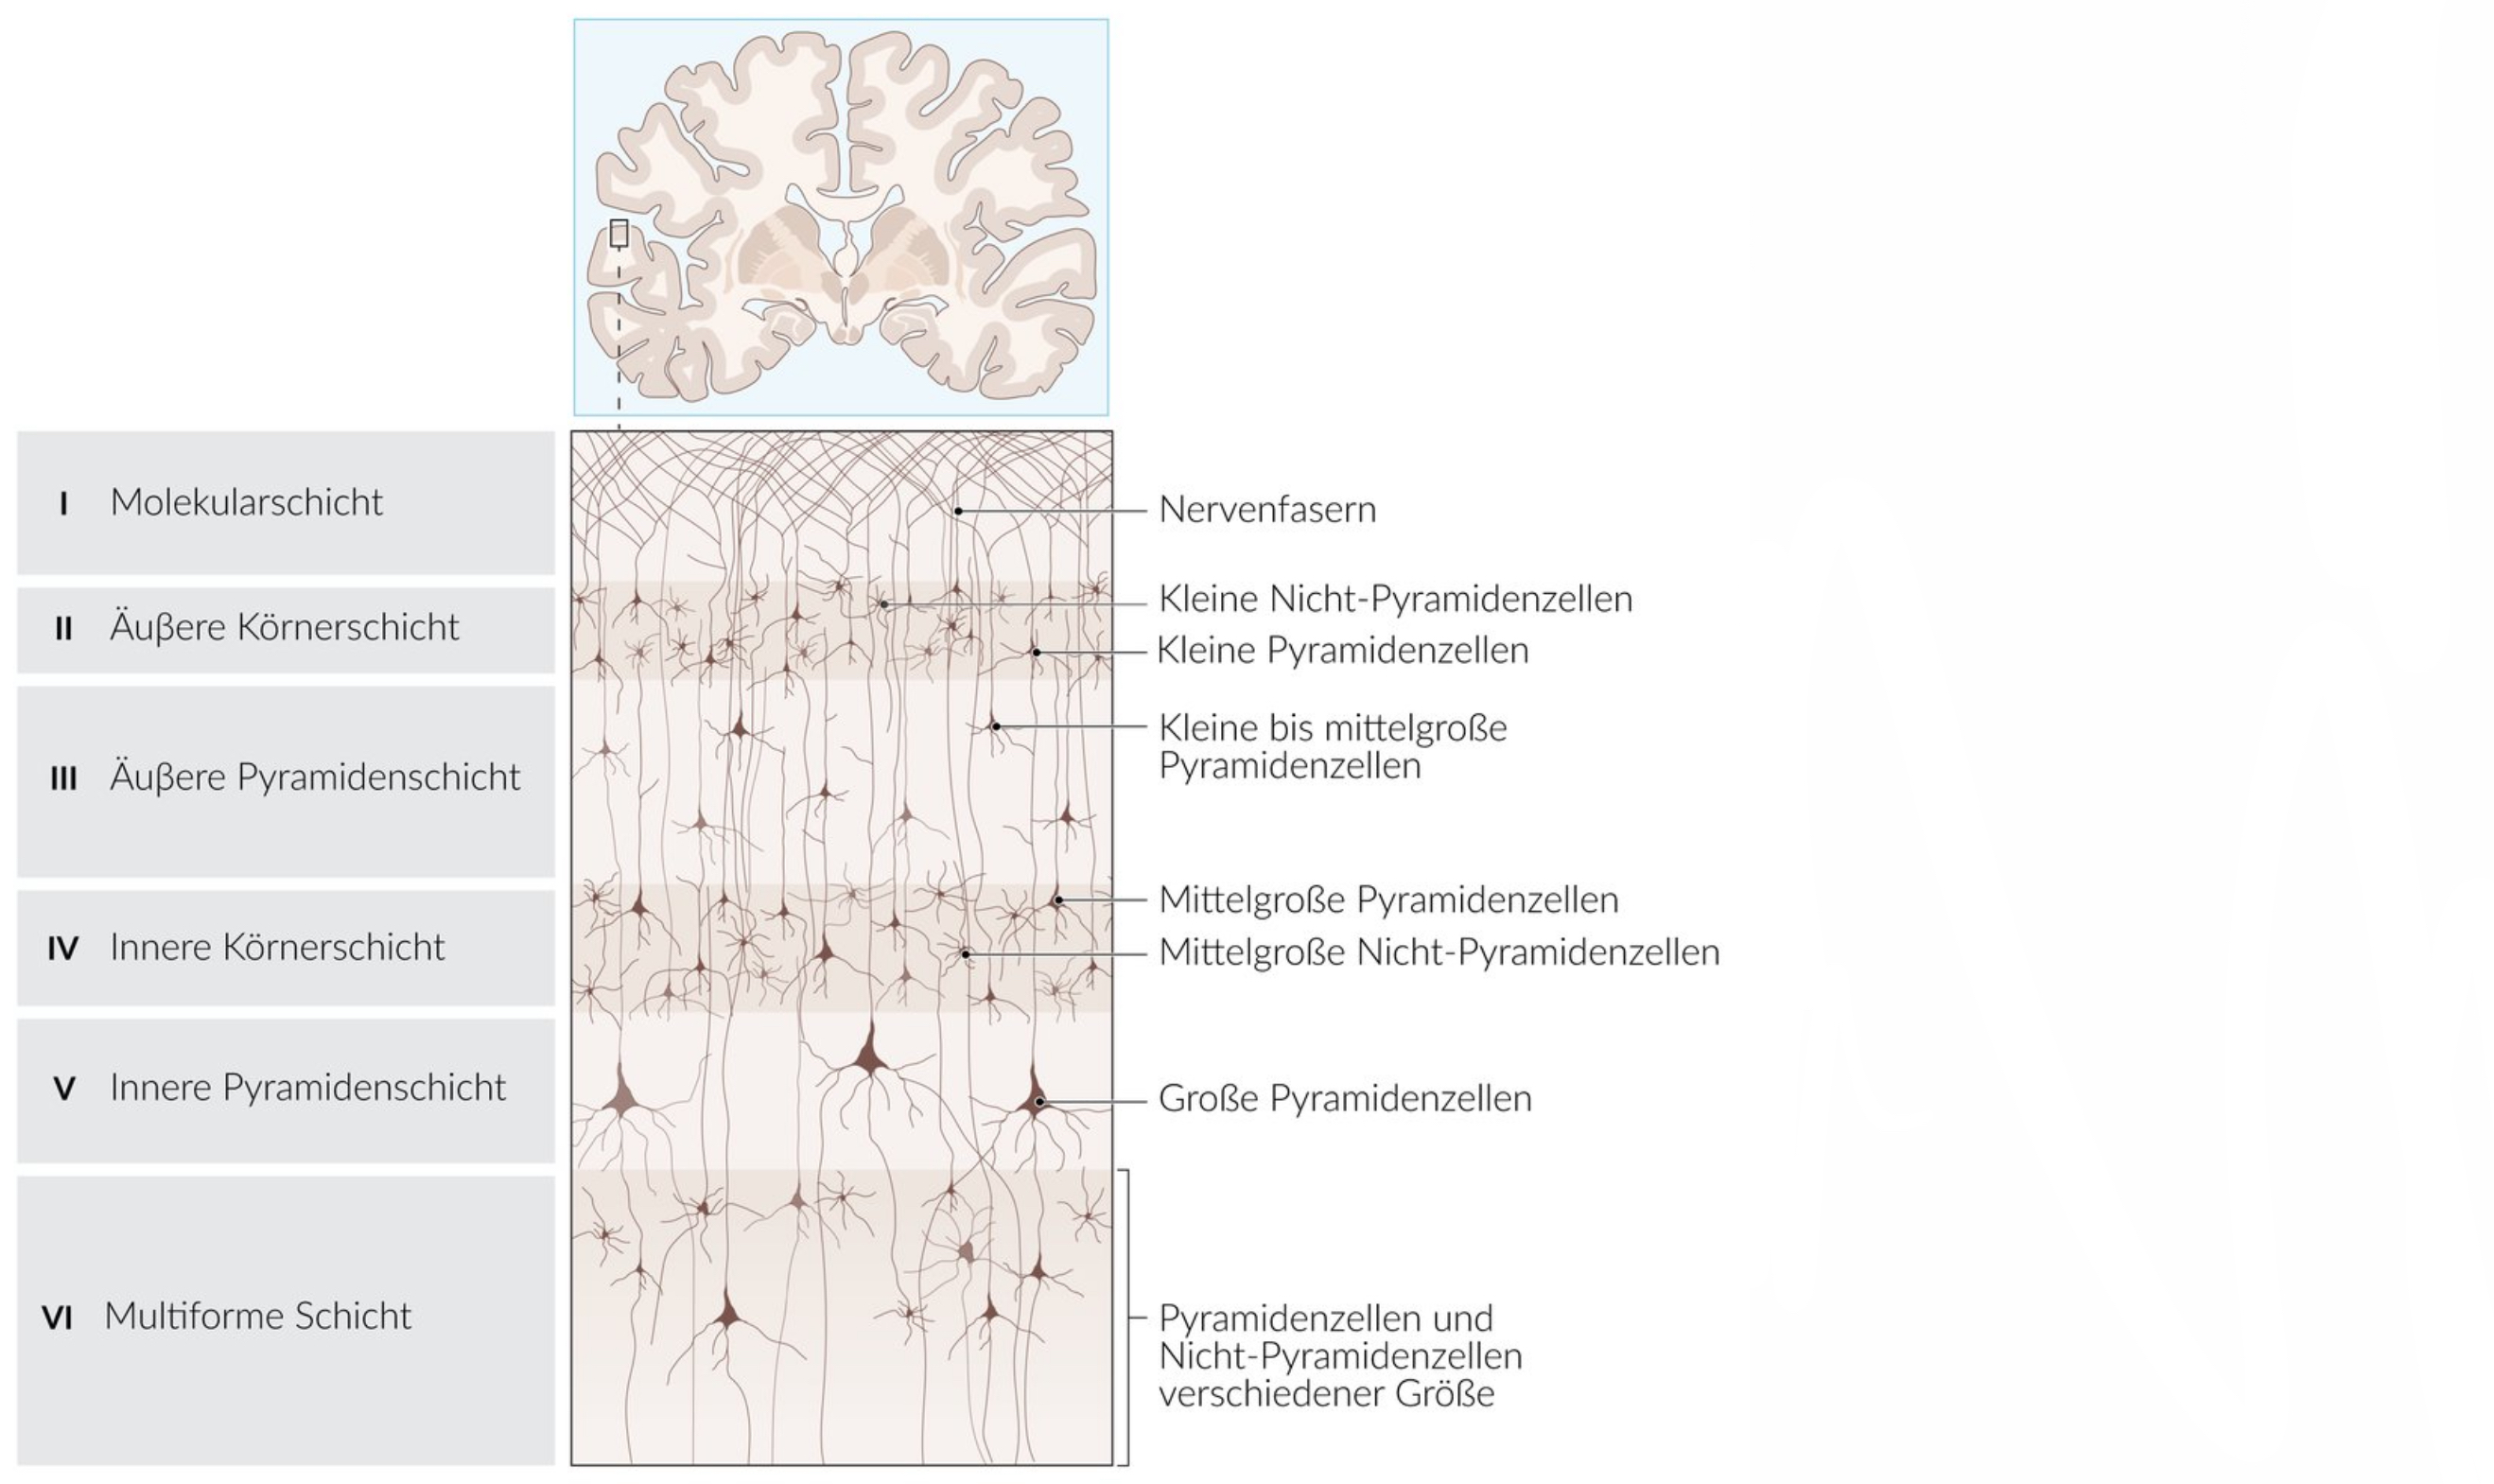 I Molekularschicht
II Äußere Körnerschicht
III Äußere Pyramidenschicht
IV Innere Körnerschicht
V Innere Pyramidenschicht
VI Multiforme Schicht
Nervenfasern
Kleine Nicht-Pyramidenzellen
Kleine Pyramidenzellen
Kleine bis mittelgroße
Pyramidenzellen
Mittelgroße Pyramidenzellen
Mittelgroße Nicht-Pyramidenzellen
Große Pyramidenzellen
Pyramidenzellen und
Nicht-Pyramidenzellen
verschiedener Größe